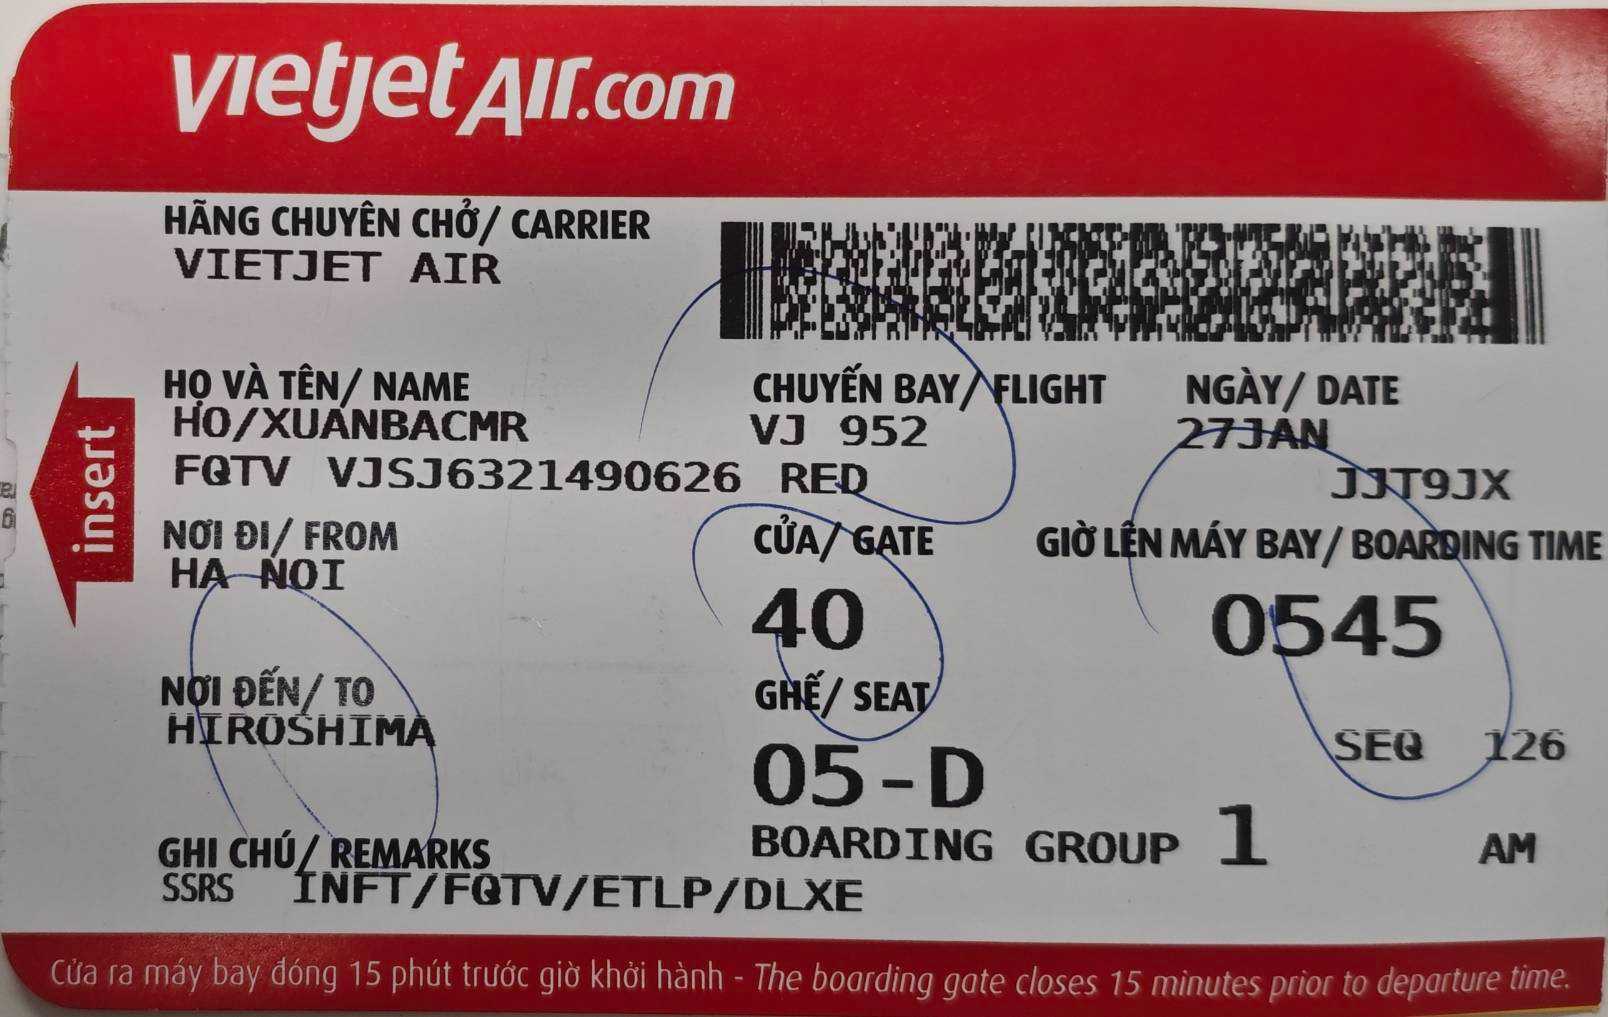 vietjetAir.com
HÃNG CHUYÊN CHỞ/ CARRIER
VIETJET AIR
HỌ VÀ TÊN/ NAME
HO/XUANBACMR
CHUYẾN BAY/ FLIGHT
VJ 952
NGÀY/ DATE
27JAN
FQTV VJSJ6321490626 RED
JJT9JX
insert
NƠI ĐI/ FROM
HA NOI
CỬA/ GATE
40
GIỜ LÊN MÁY BAY/ BOARDING TIME
0545
NƠI ĐẾN/ TO
HIROSHIMA
GHẾ/ SEAT
05-D
SEQ 126
BOARDING GROUP 1 AM
GHI CHÚ/ REMARKS
SSRS INFT/FQTV/ETLP/DLXE
Cửa ra máy bay đóng 15 phút trước giờ khởi hành - The boarding gate closes 15 minutes prior to departure time.